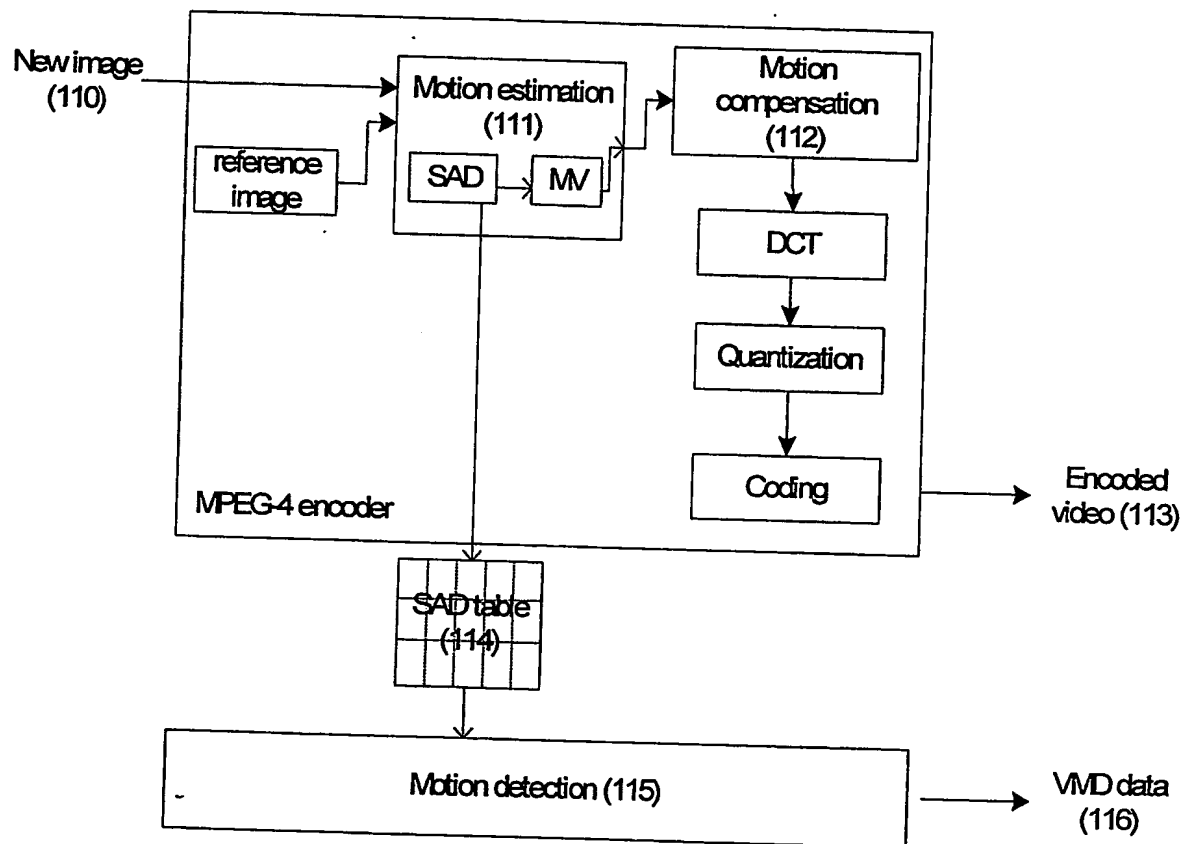 New image
(110)
Motion estimation
(111)
SAD
MV
reference
image
Motion
compensation
(112)
DCT
Quantization
Coding
MPEG-4 encoder
Encoded
video (113)
SAD table
(114)
Motion detection (115)
VMD data
(116)